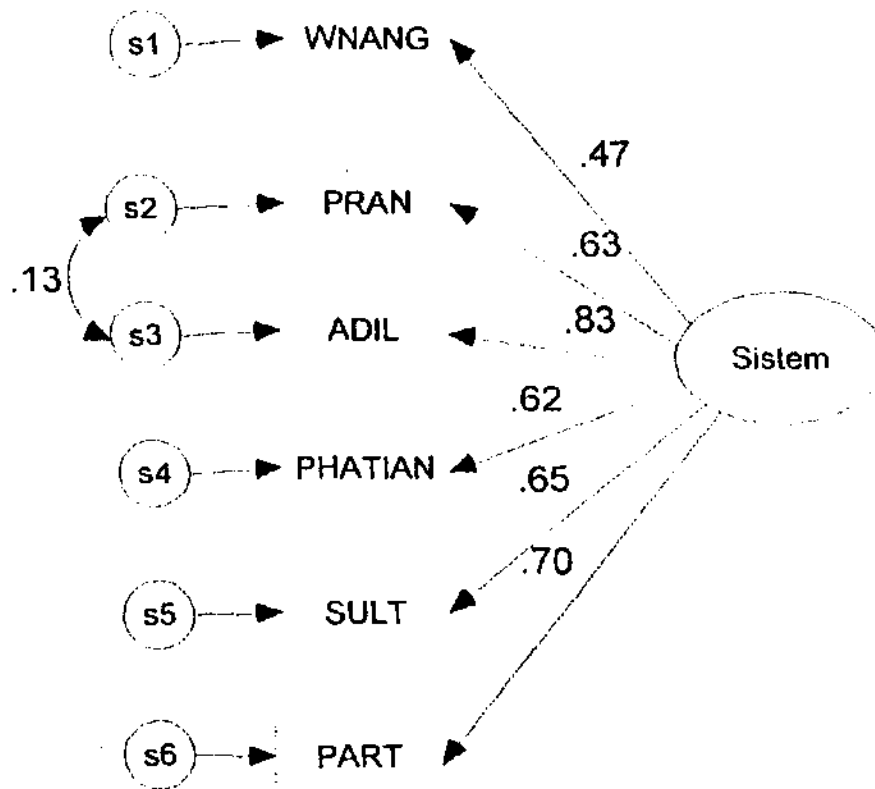 s1 WNANG
.47
s2 PRAN
.63
.13
s3 ADIL
.83
Sistem
.62
s4 PHATIAN
.65
.70
s5 SULT
s6 PART